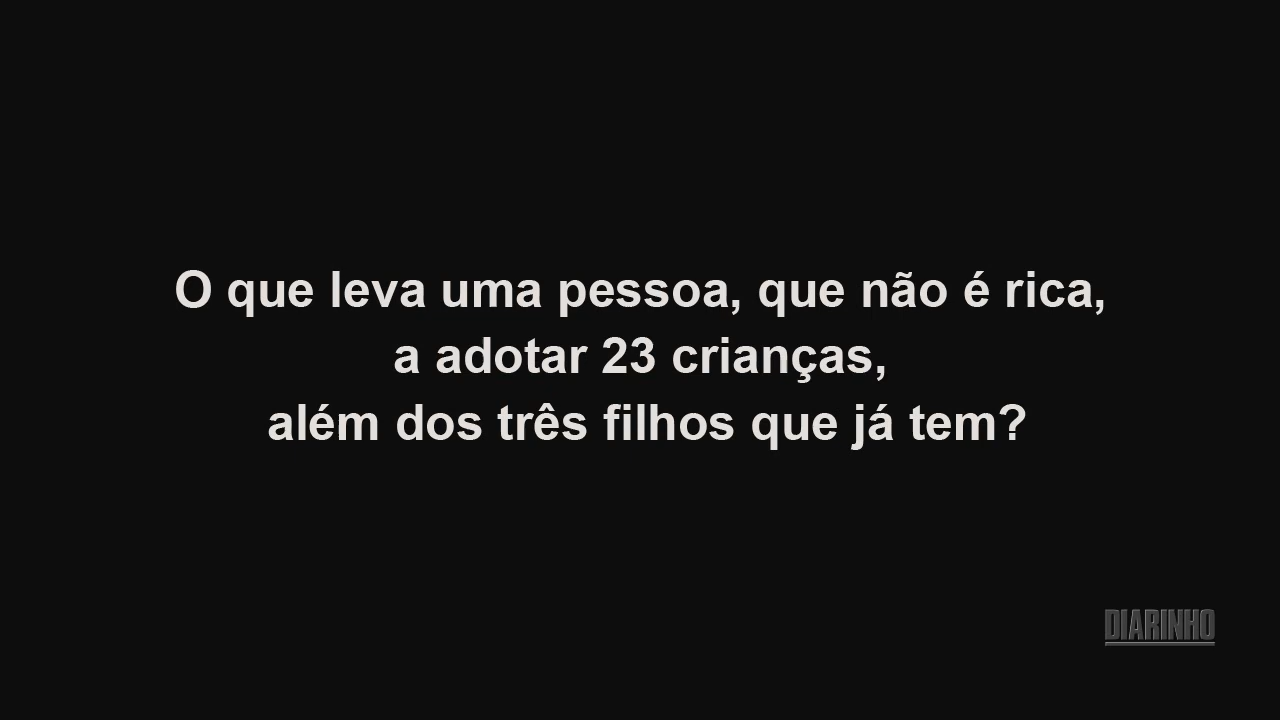 O que leva uma pessoa, que não é rica,
a adotar 23 crianças,
além dos três filhos que já tem?
DIARINHO